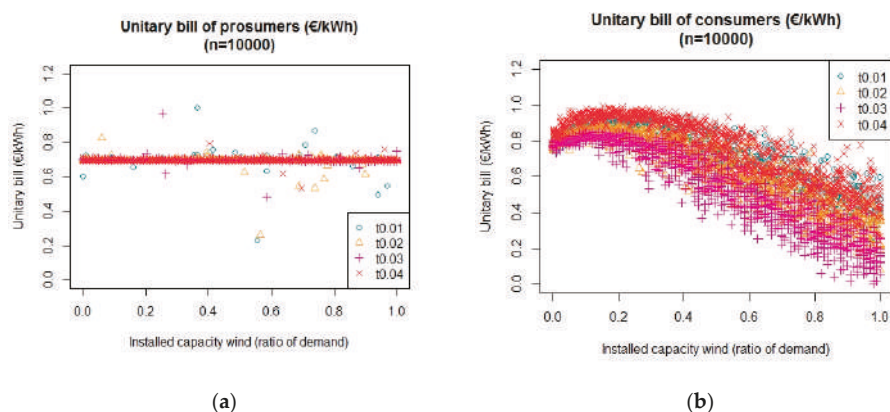 Unitary bill of prosumers (€/kWh)
(n=10000)
Unitary bill (€/kWh)
0.0 0.2 0.4 0.6 0.8 1.0 1.2
t0.01
t0.02
t0.03
t0.04
0.0 0.2 0.4 0.6 0.8 1.0
Installed capacity wind (ratio of demand)
(a)
Unitary bill of consumers (€/kWh)
(n=10000)
Unitary bill (€/kWh)
0.0 0.2 0.4 0.6 0.8 1.0 1.2
t0.01
t0.02
t0.03
t0.04
0.0 0.2 0.4 0.6 0.8 1.0
Installed capacity wind (ratio of demand)
(b)